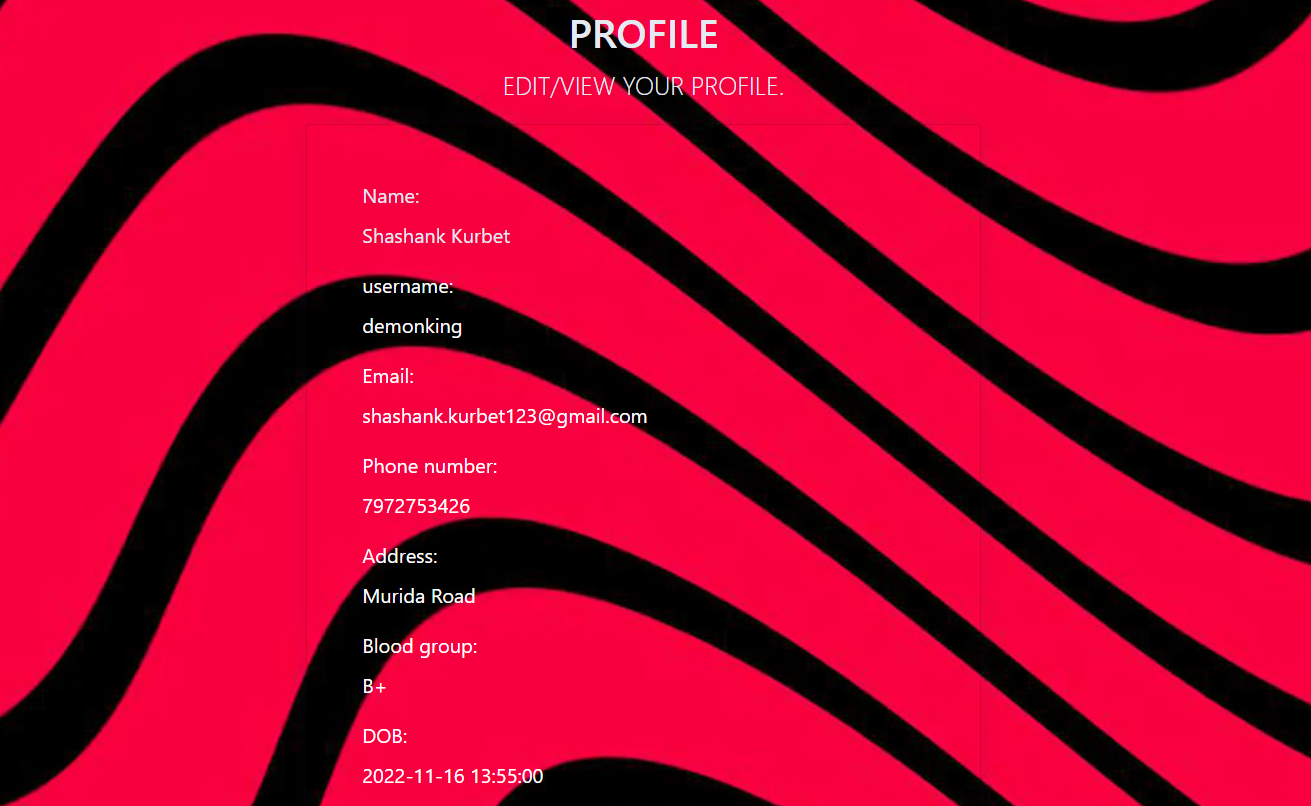 PROFILE
EDIT/VIEW YOUR PROFILE.
Name:
Shashank Kurbet
username:
demonking
Email:
shashank.kurbet123@gmail.com
Phone number:
7972753426
Address:
Murida Road
Blood group:
B+
DOB:
2022-11-16 13:55:00